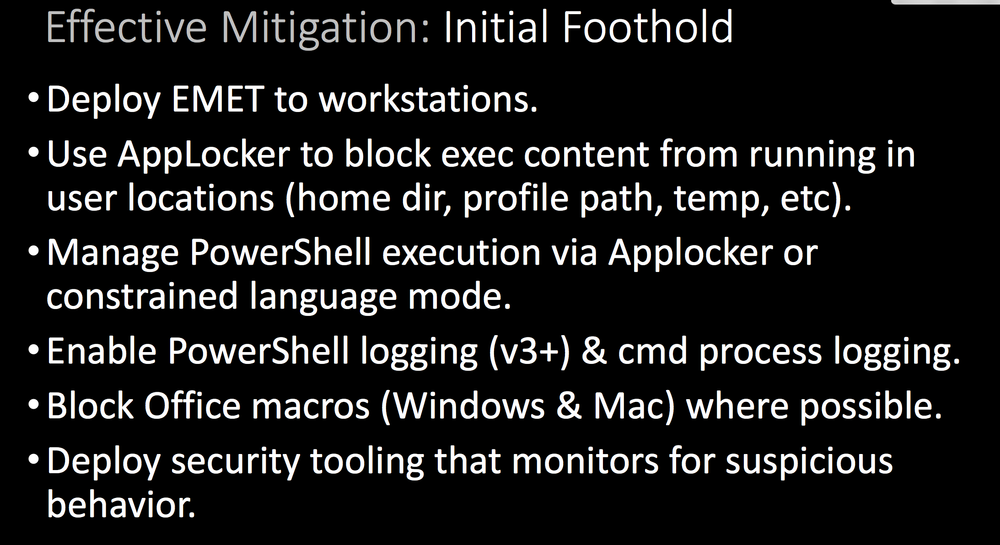 Effective Mitigation: Initial Foothold
• Deploy EMET to workstations.
• Use AppLocker to block exec content from running in
user locations (home dir, profile path, temp, etc).
• Manage PowerShell execution via Applocker or
constrained language mode.
• Enable PowerShell logging (v3+) & cmd process logging.
• Block Office macros (Windows & Mac) where possible.
• Deploy security tooling that monitors for suspicious
behavior.